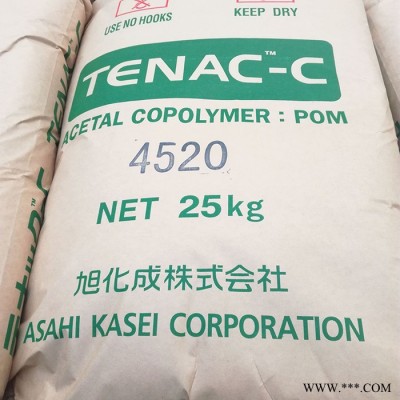 USE NO HOOKS
KEEP DRY
TENAC™-C
ACETAL COPOLYMER : POM
4520
NET 25kg
旭化成株式会社
ASAHI KASEI CORPORATION
WWW.***.COM